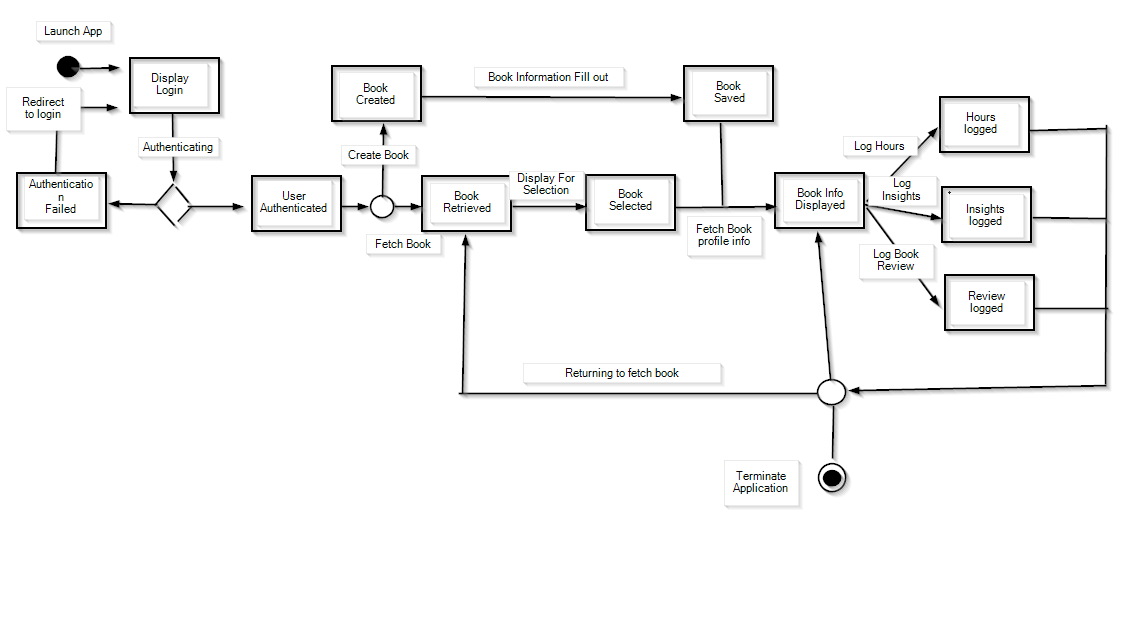 Launch App
Display
Login
Redirect
to login
Authenticating
Authenticatio
n
Failed
User
Authenticated
Book
Created
Create Book
Fetch Book
Book Information Fill out
Book
Saved
Book
Retrieved
Display For
Selection
Book
Selected
Fetch Book
profile info
Book Info
Displayed
Log Hours
Log
Insights
Log Book
Review
Hours
logged
Insights
logged
Review
logged
Returning to fetch book
Terminate
Application